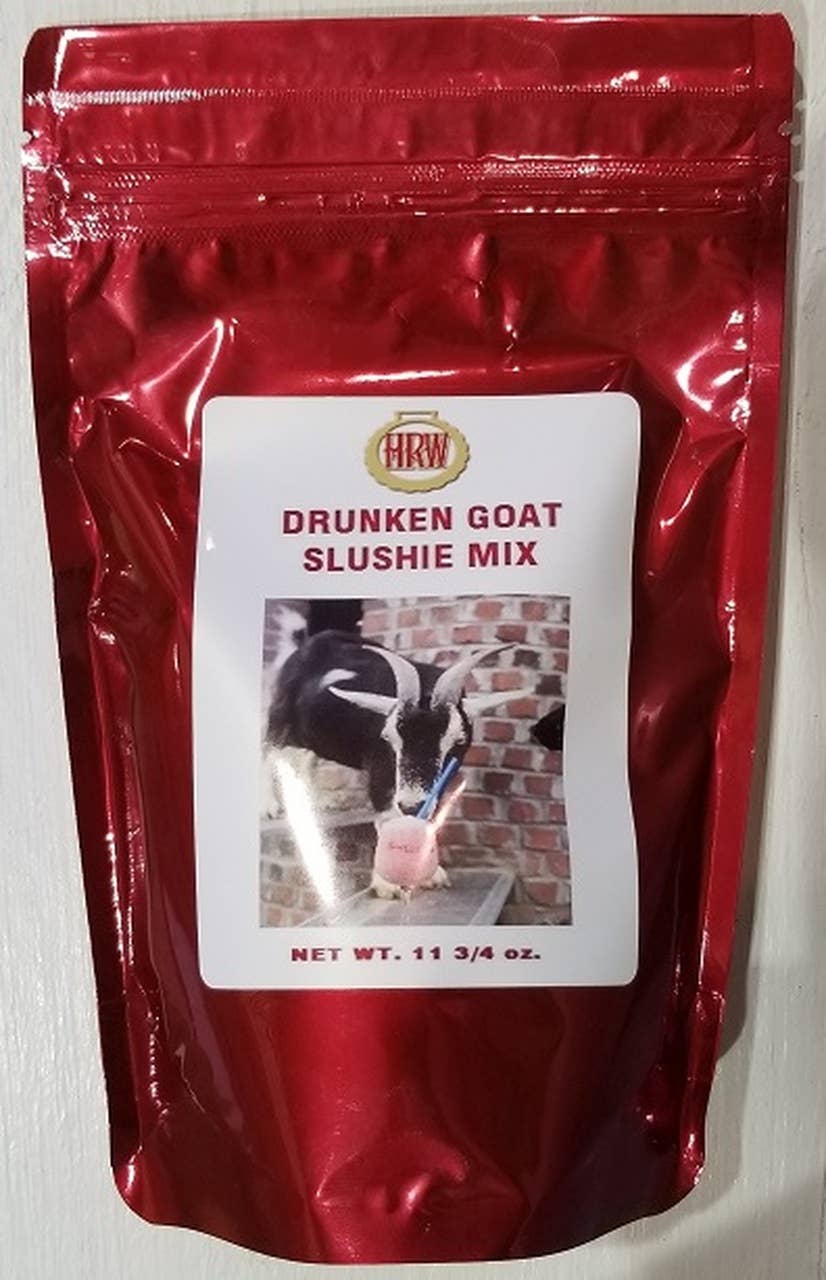 HRW
DRUNKEN GOAT
SLUSHIE MIX
NET WT. 11 3/4 oz.